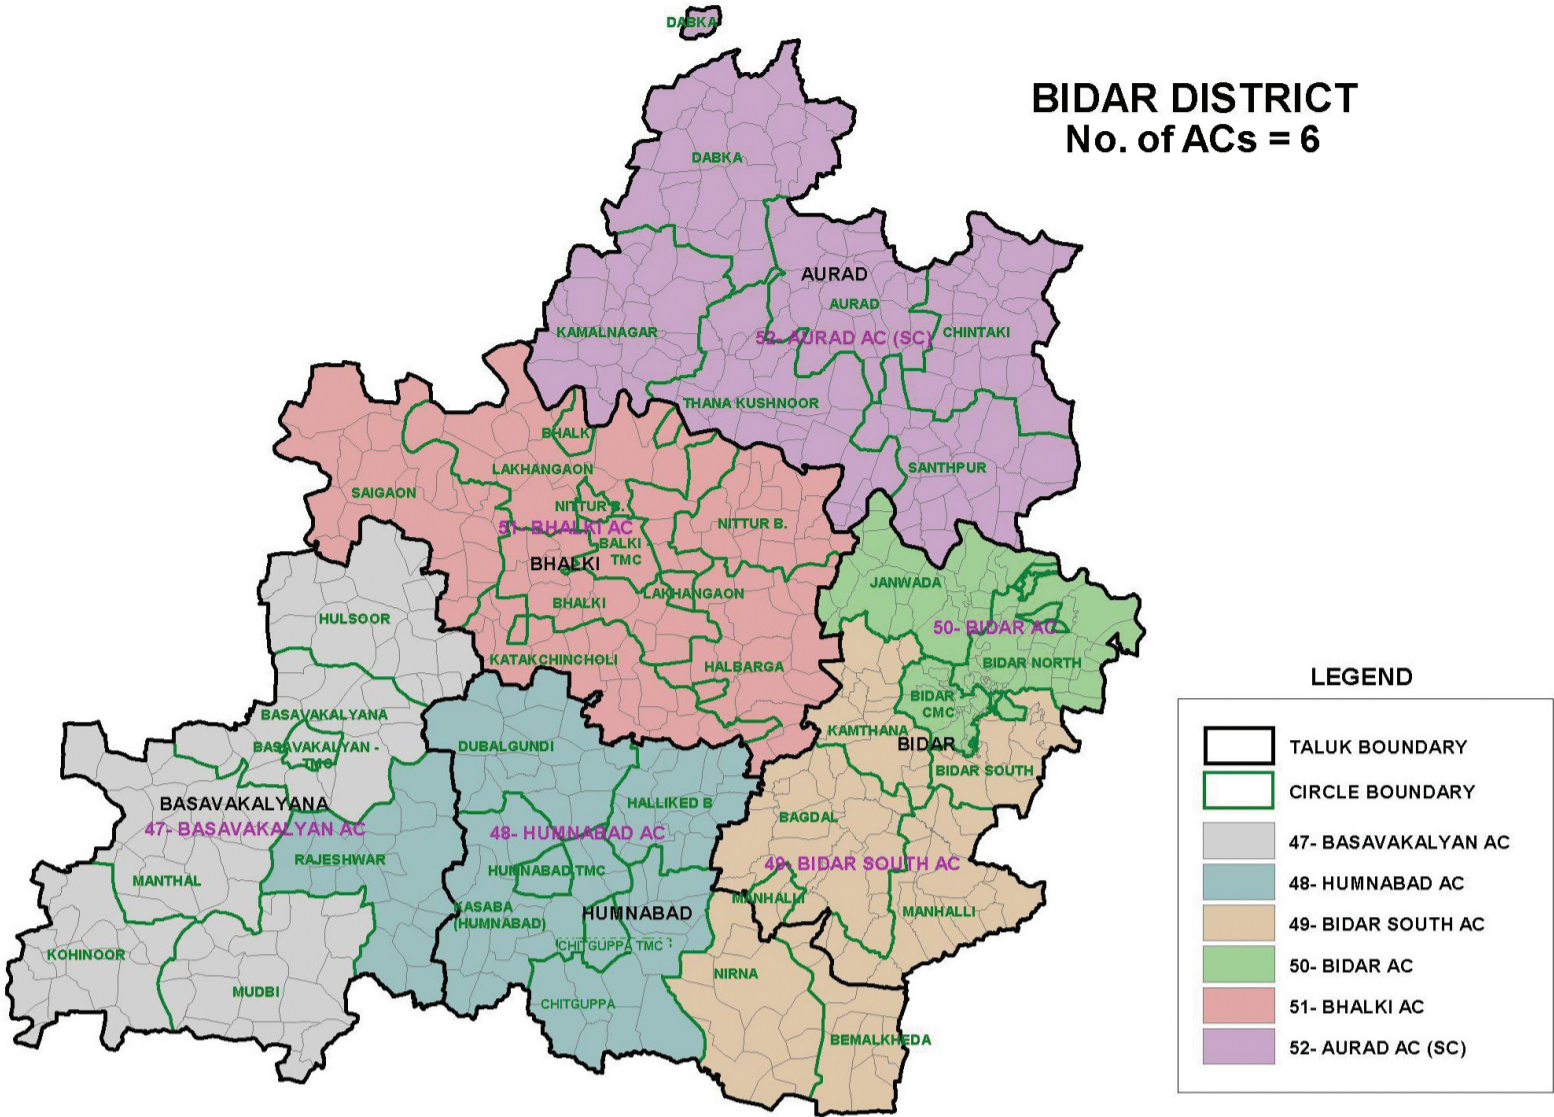 DABKA
BIDAR DISTRICT
No. of ACs = 6
DABKA
AURAD
AURAD
KAMALNAGAR
52- AURAD AC (SC)
CHINTAKI
THANA KUSHNOOR
BHALK
LAKHANGAON
SANTHPUR
SAIGAON
NITTUR B.
51- BHALKI AC
NITTUR B.
BALKI -
TMC
BHALKI
JANWADA
LAKHANGAON
BHALKI
HULSOOR
50- BIDAR AC
KATAKCHINCHOLI
HALBARGA
BIDAR NORTH
BIDAR
CMC
BASAVAKALYANA
KAMTHANA
BIDAR
DUBALGUNDI
BASAVAKALYAN -
TMC
BIDAR SOUTH
BASAVAKALYANA
HALLIKED B
BAGDAL
47- BASAVAKALYAN AC
48- HUMNABAD AC
RAJESHWAR
49- BIDAR SOUTH AC
HUMNABAD TMC
MANTHAL
MANHALLI
KASABA
(HUMNABAD)
HUMNABAD
MANHALLI
CHITGUPPA TMC
KOHINOOR
NIRNA
MUDBI
CHITGUPPA
BEMALKHEDA
LEGEND
TALUK BOUNDARY
CIRCLE BOUNDARY
47- BASAVAKALYAN AC
48- HUMNABAD AC
49- BIDAR SOUTH AC
50- BIDAR AC
51- BHALKI AC
52- AURAD AC (SC)